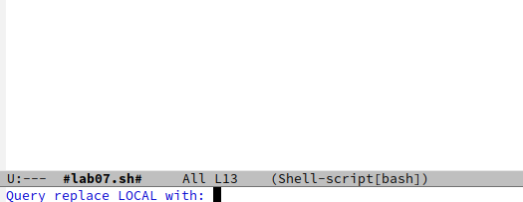 U:---  #lab07.sh#     All L13    (Shell-script[bash])
Query replace LOCAL with: